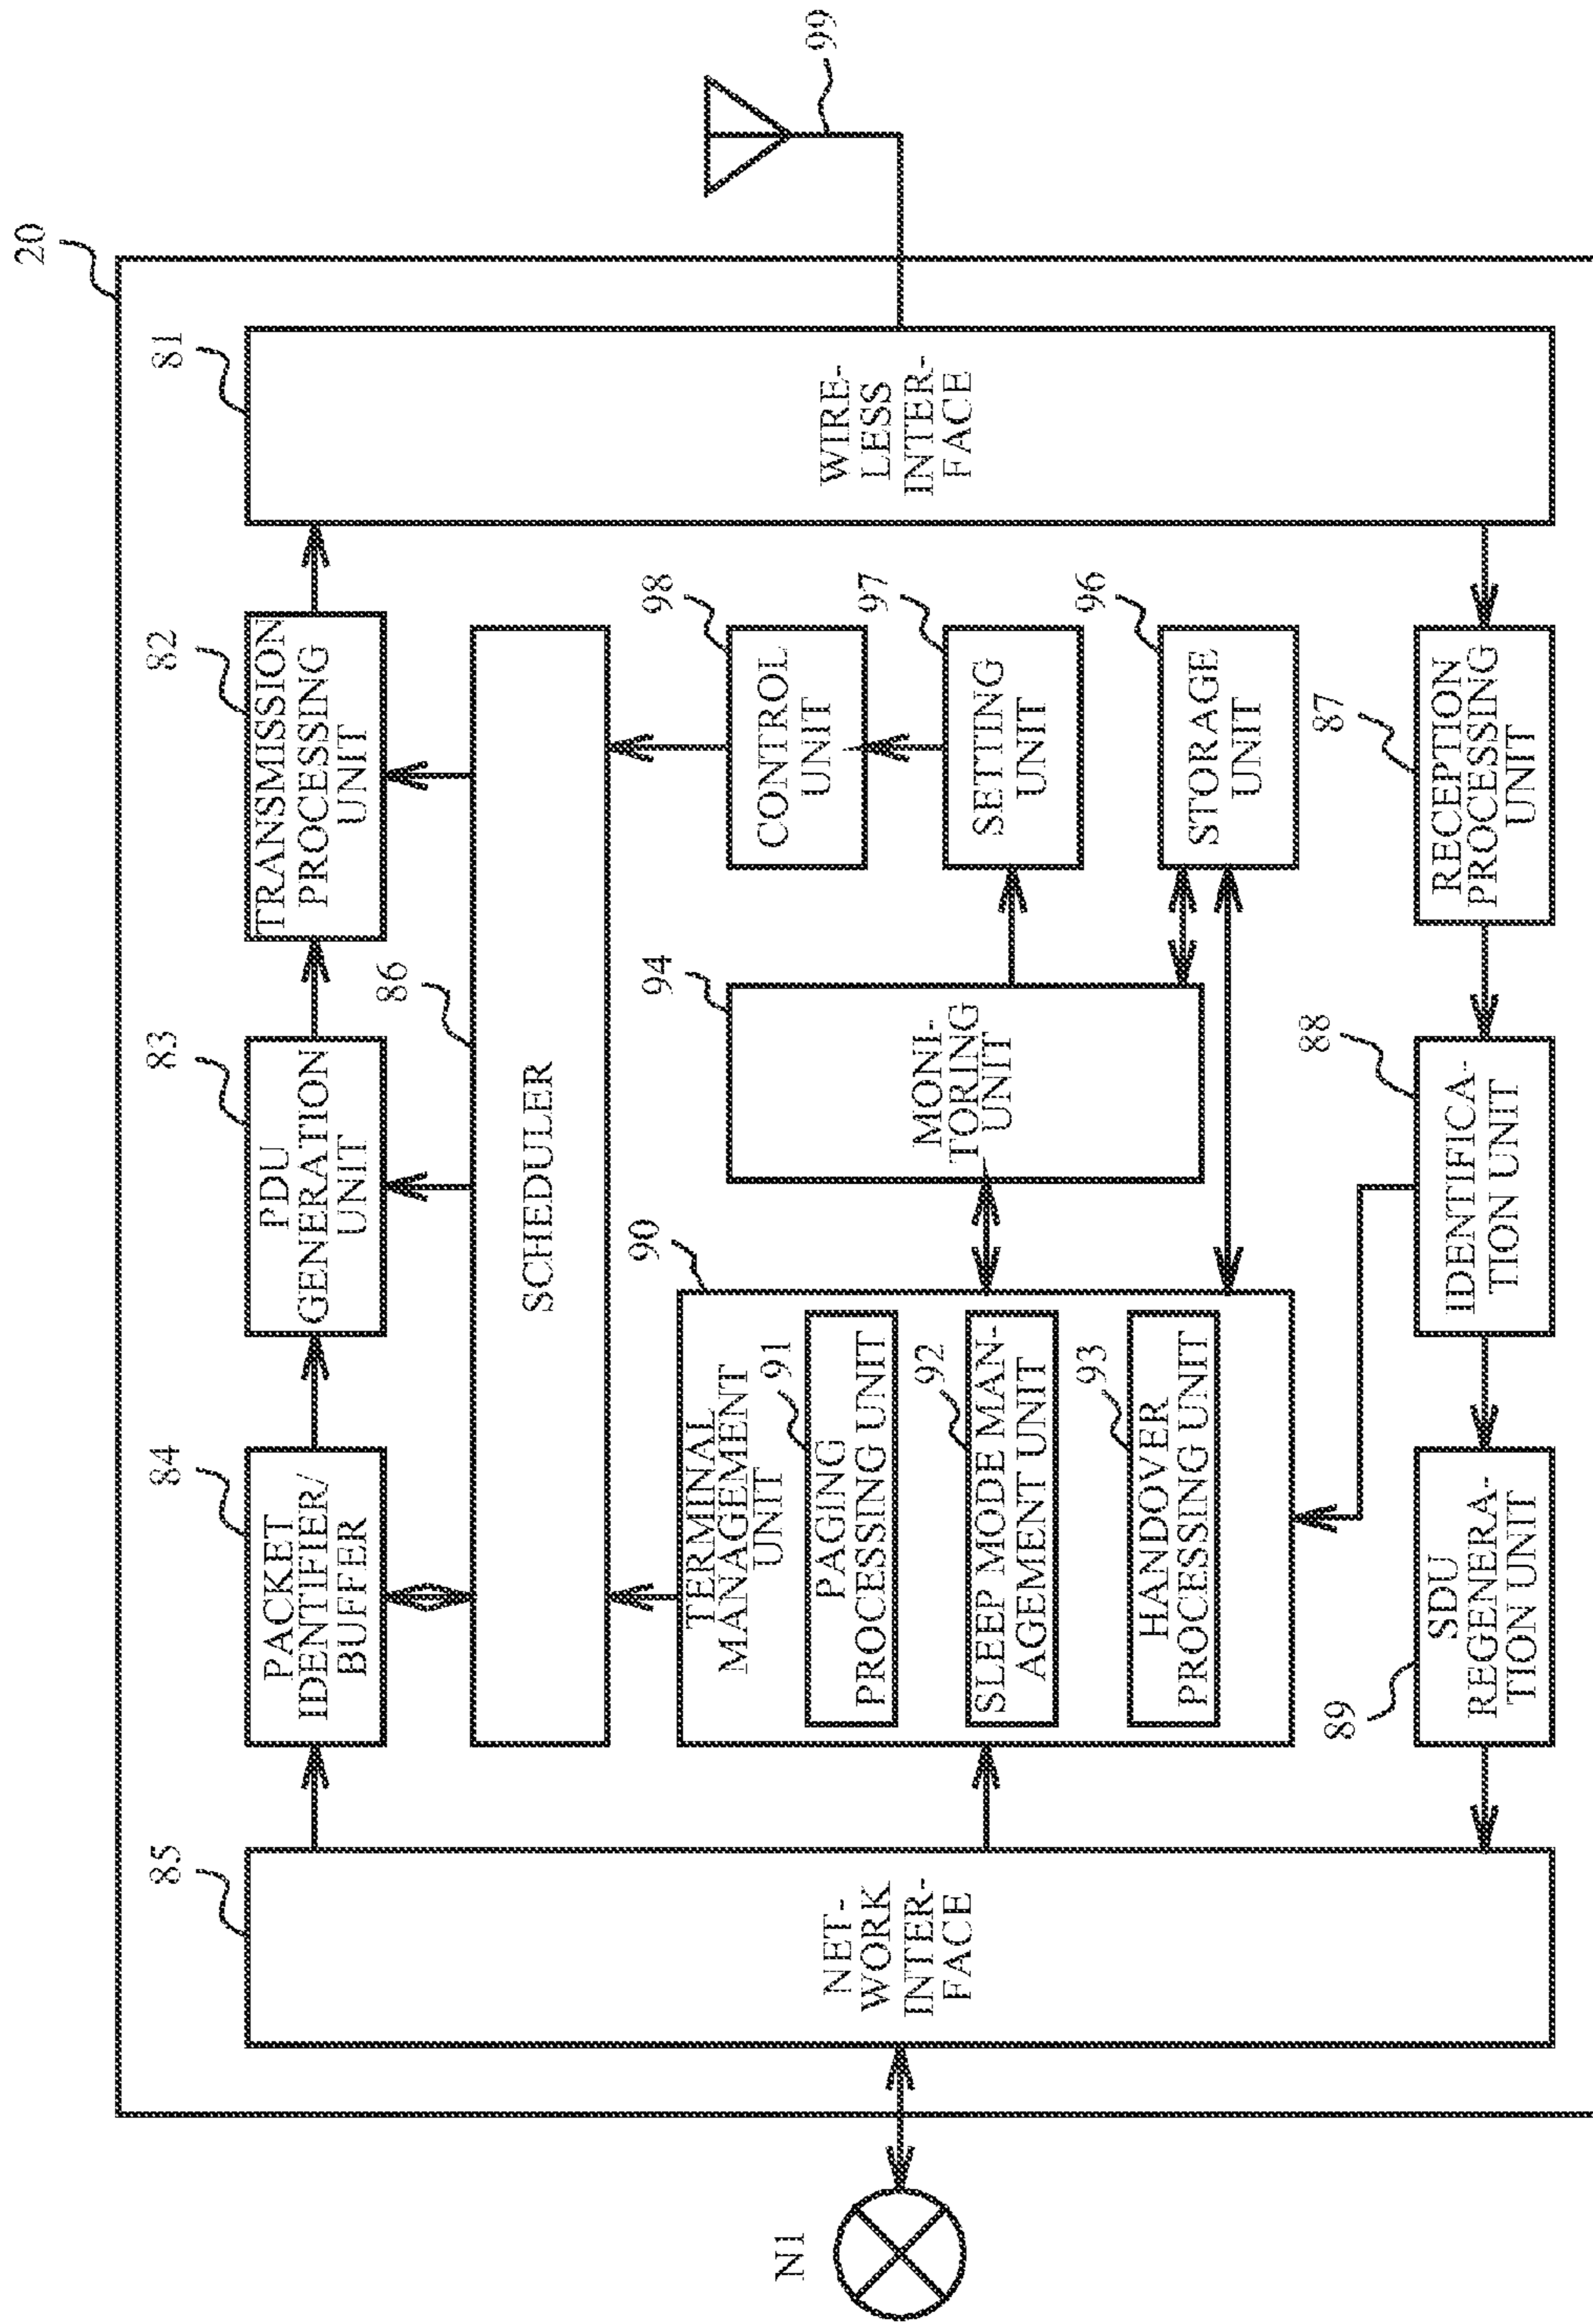 20
85
NET-
WORK
INTER-
FACE
84
PACKET
IDENTIFIER/
BUFFER
83
PDU
GENERATION
UNIT
82
TRANSMISSION
PROCESSING
UNIT
81
WIRE-
LESS
INTER-
FACE
99
N1
86
SCHEDULER
90
TERMINAL
MANAGEMENT
UNIT
91
PAGING
PROCESSING UNIT
92
SLEEP MODE MAN-
AGEMENT UNIT
93
HANDOVER
PROCESSING UNIT
94
MONI-
TORING
UNIT
98
CONTROL
UNIT
97
SETTING
UNIT
96
STORAGE
UNIT
89
SDU
REGENERA-
TION UNIT
88
IDENTIFICA-
TION UNIT
87
RECEPTION
PROCESSING
UNIT